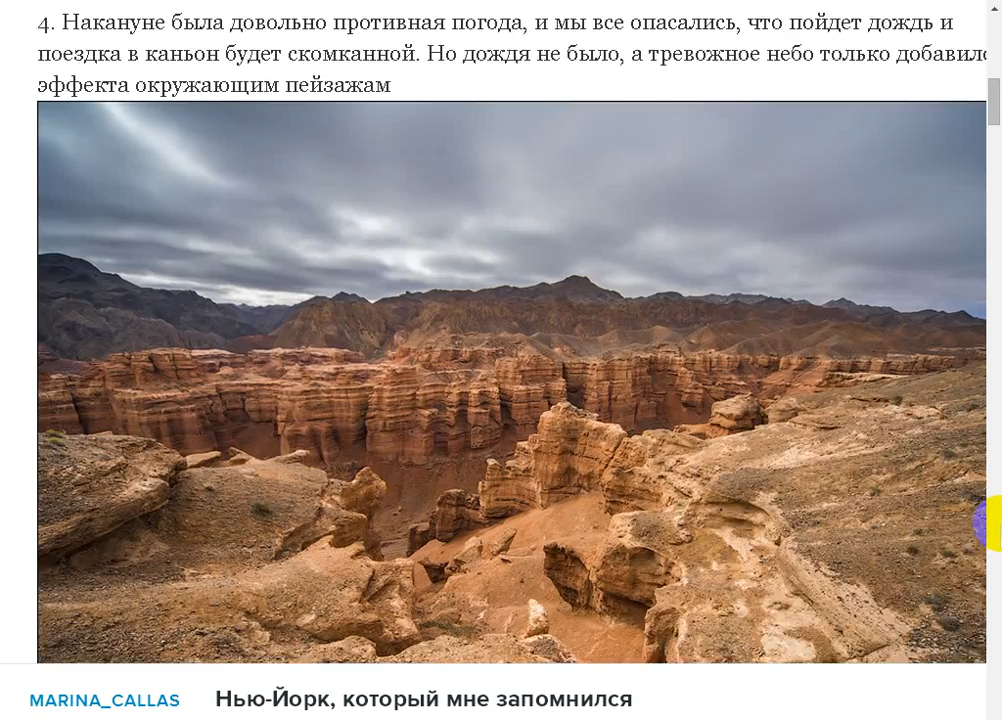 4. Накануне была довольно противная погода, и мы все опасались, что пойдет дождь и
поездка в каньон будет скомканной. Но дождя не было, а тревожное небо только добавило
эффекта окружающим пейзажам
MARINA_CALLAS Нью-Йорк, который мне запомнился